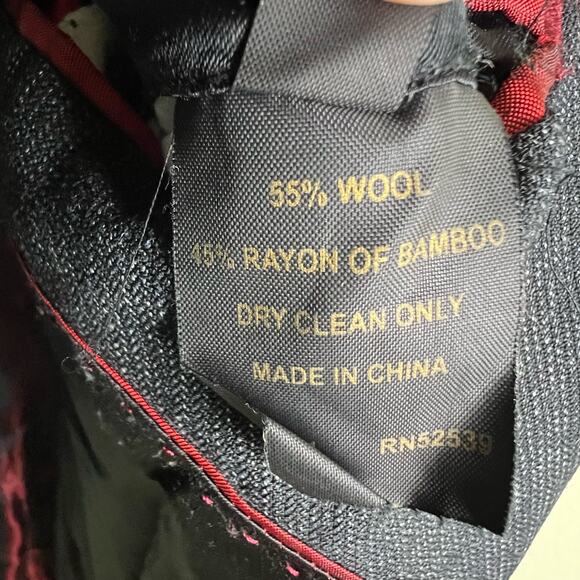 55% WOOL
45% RAYON OF BAMBOO
DRY CLEAN ONLY
MADE IN CHINA
RN52539